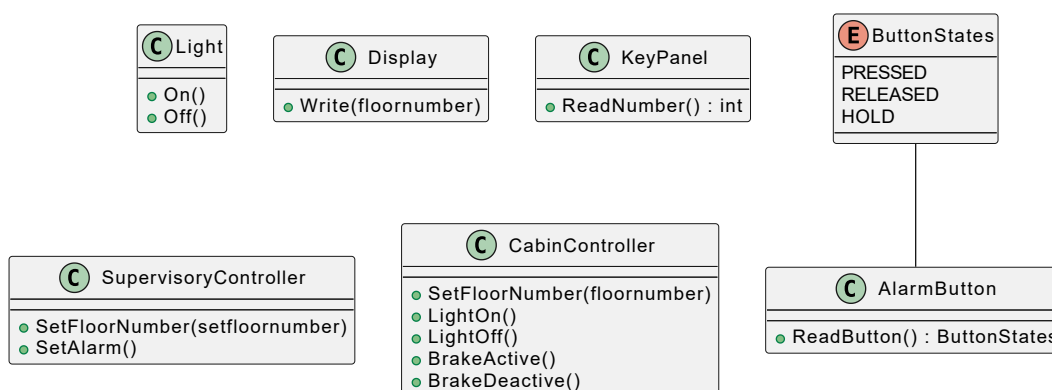 C Light
On()
Off()
C Display
Write(floornumber)
C KeyPanel
ReadNumber() : int
E ButtonStates
PRESSED
RELEASED
HOLD
C SupervisoryController
SetFloorNumber(setfloornumber)
SetAlarm()
C CabinController
SetFloorNumber(floornumber)
LightOn()
LightOff()
BrakeActive()
BrakeDeactive()
C AlarmButton
ReadButton() : ButtonStates